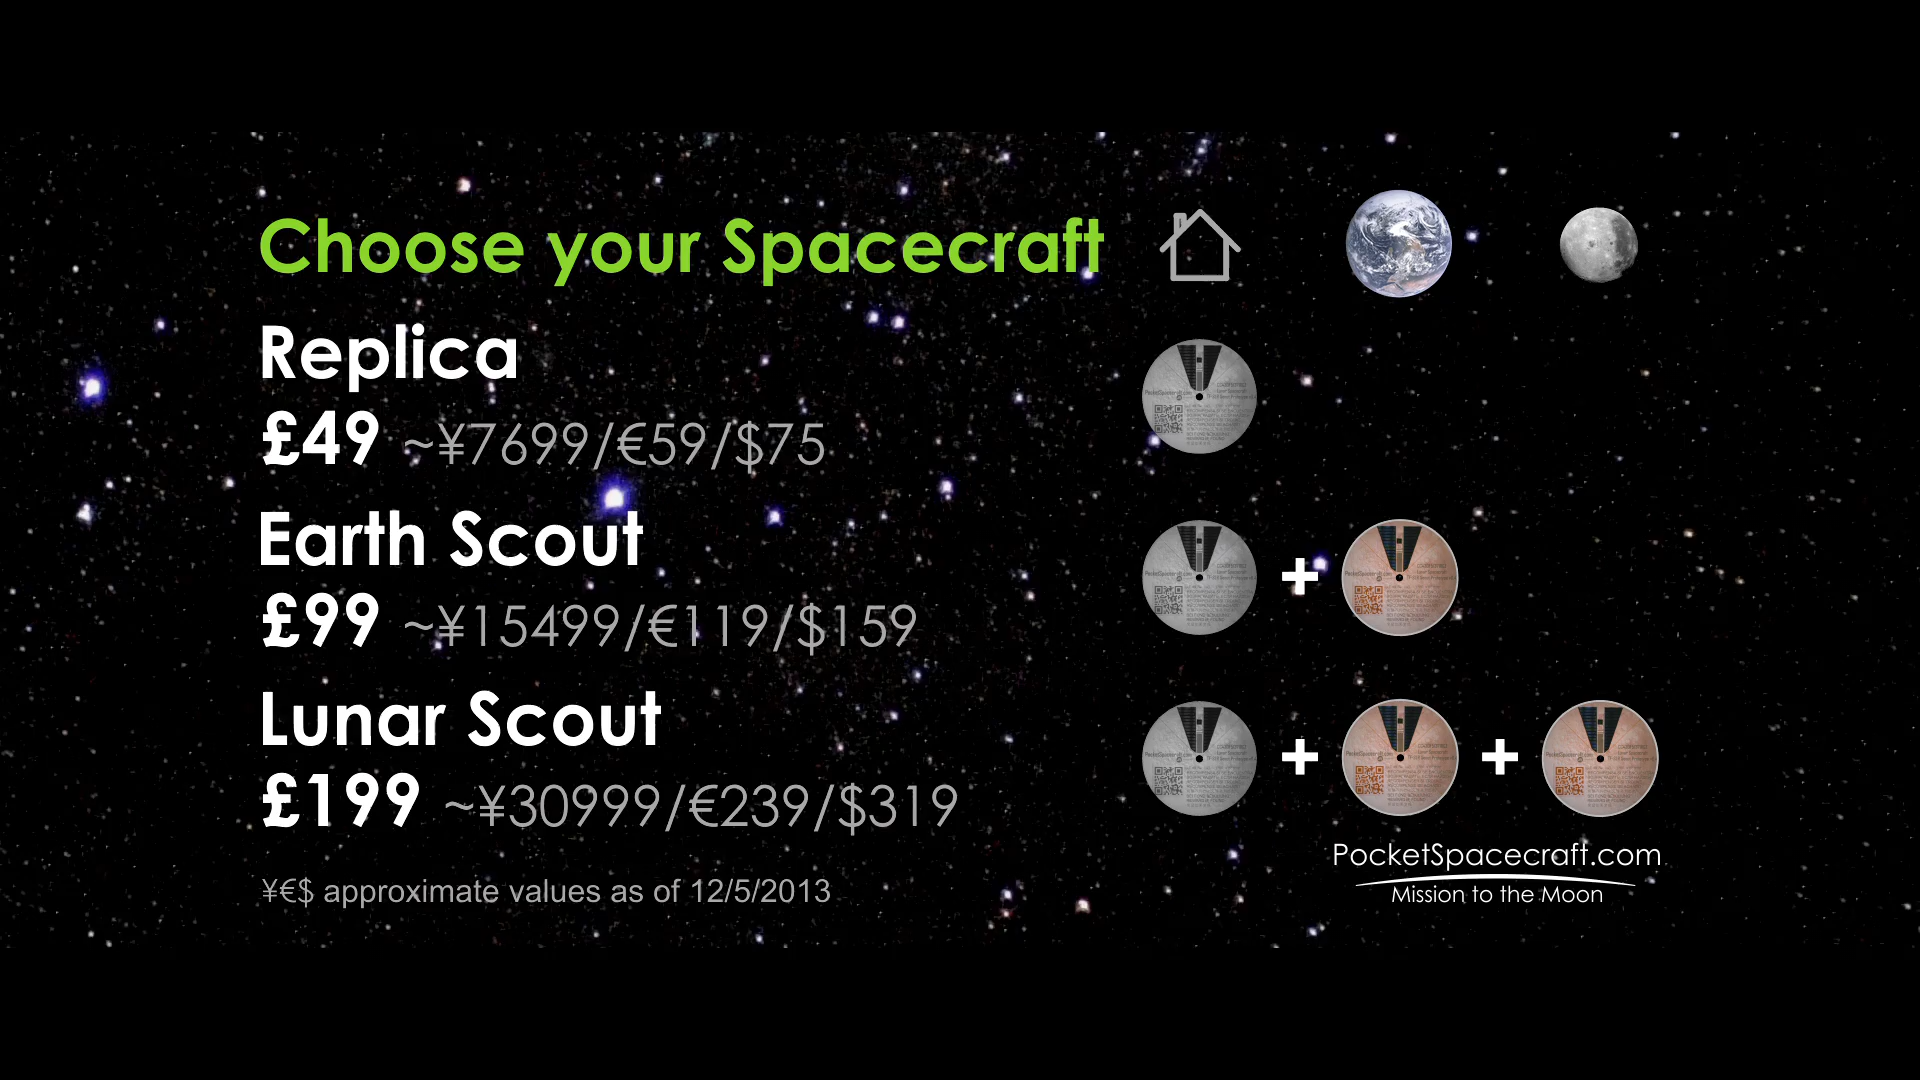 Choose your Spacecraft
Replica
£49 ~¥7699/€59/$75
Earth Scout
£99 ~¥15499/€119/$159
Lunar Scout
£199 ~¥30999/€239/$319
¥€$ approximate values as of 12/5/2013
+
+ +
PocketSpacecraft.com
Mission to the Moon